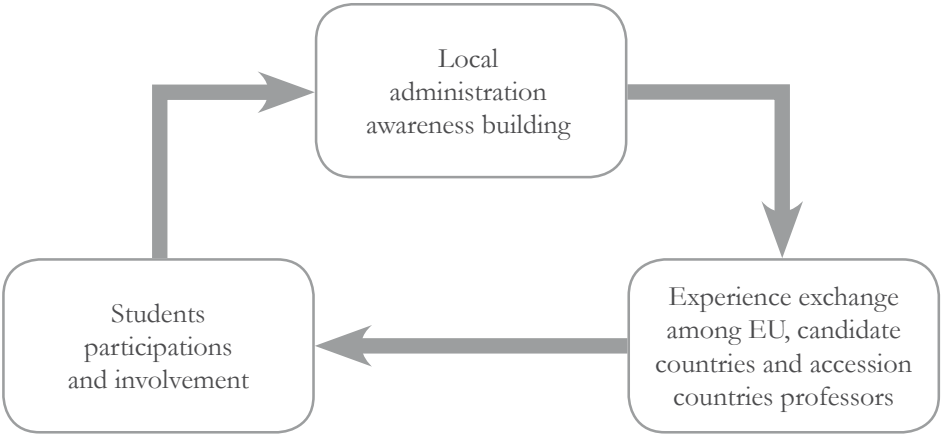 Local
administration
awareness building
Experience exchange
among EU, candidate
countries and accession
countries professors
Students
participations
and involvement